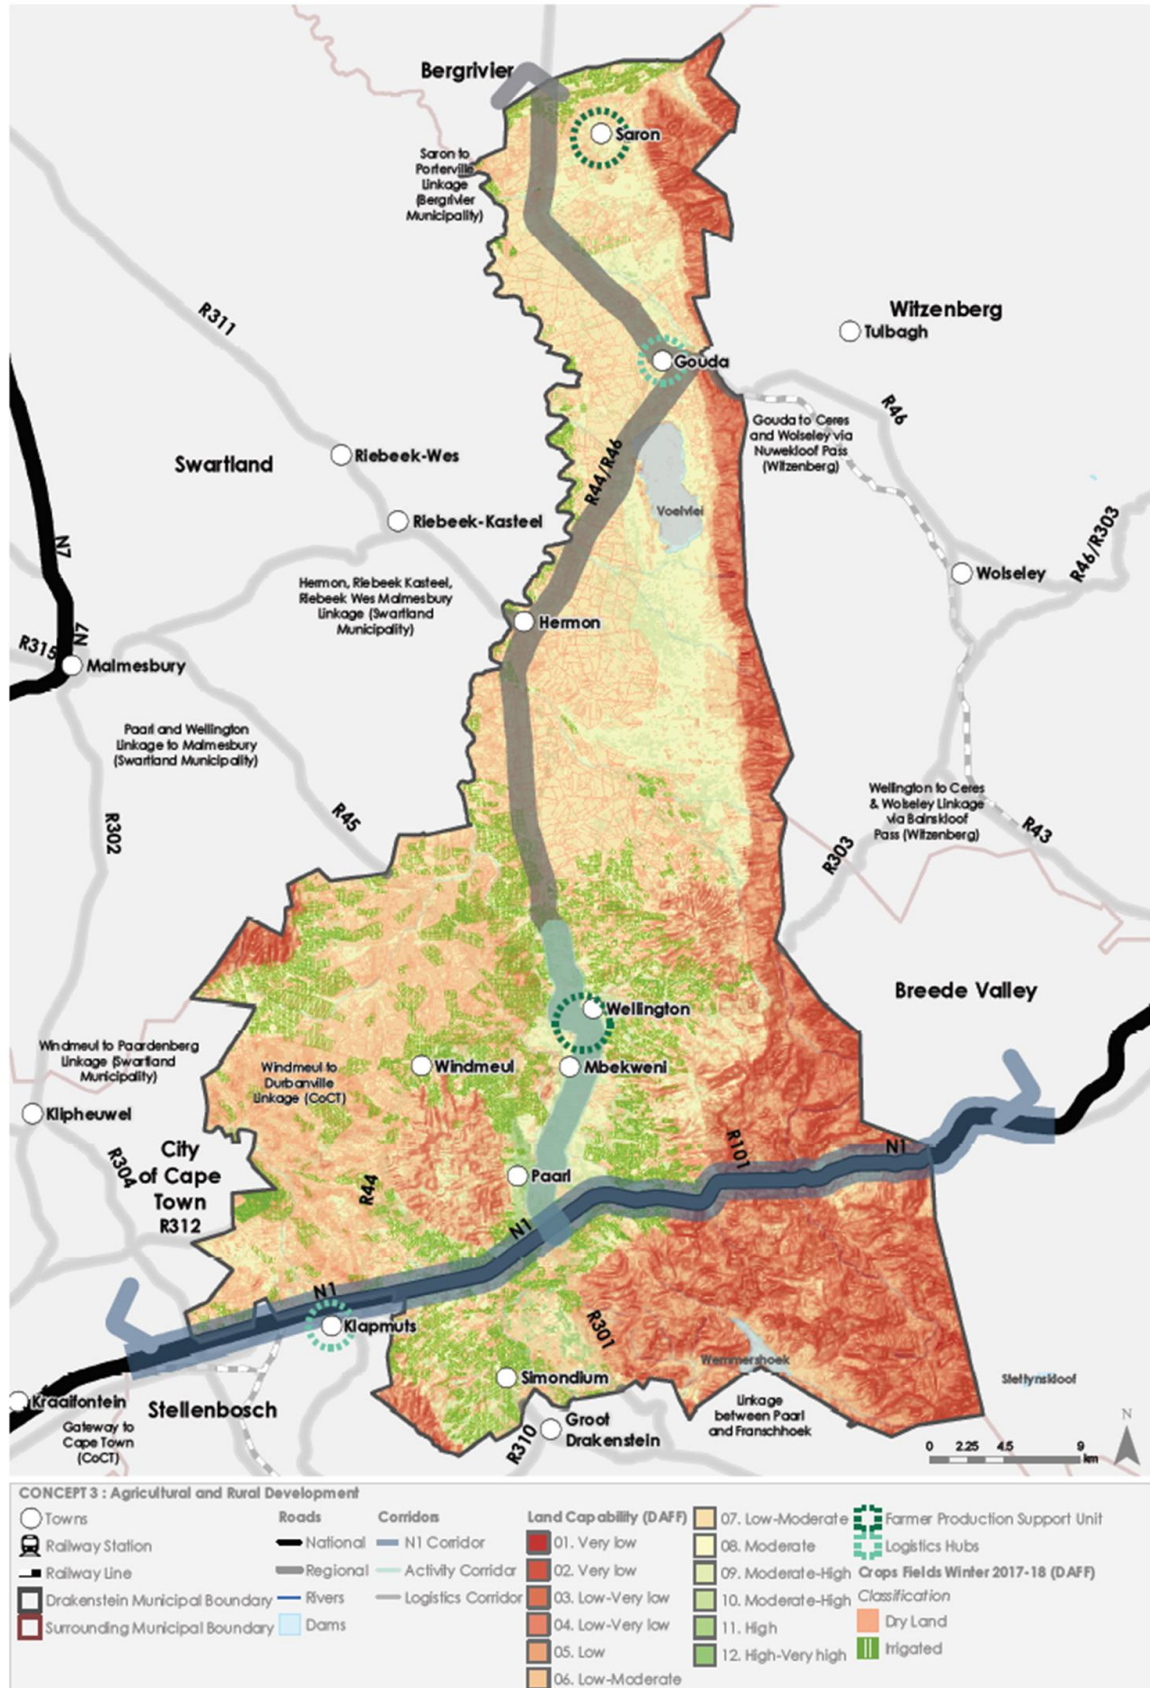 Bergrivier
Saron
Saron to
Porterville
Linkage
(Bergrivier
Municipality)
R311
Witzenberg
Tulbagh
Gouda
R46
Gouda to Ceres
and Wolseley via
Nuwekloof Pass
(Witzenberg)
Swartland
Riebeek-Wes
R44/R46
Voelvlei
Riebeek-Kasteel
N7
R46/R303
Wolseley
Hermon, Riebeek Kasteel,
Riebeek Wes Malmesbury
Linkage (Swartland
Municipality)
Hermon
N7
R315
Malmesbury
Paarl and Wellington
Linkage to Malmesbury
(Swartland Municipality)
R45
R302
Wellington to Ceres
& Wolseley Linkage
via Bainskloof
Pass (Witzenberg)
R43
R303
Breede Valley
Wellington
Windmeul to Paardenberg
Linkage (Swartland
Municipality)
Windmeul to
Durbanville
Linkage (CoCT)
Windmeul
Mbekweni
Klipheuwel
City
of Cape
Town
R304
R312
R44
Paarl
R101
N1
N1
N1
Klapmuts
R301
Wemmershoek
Simondium
Stettynskloof
Kraaifontein
Stellenbosch
Gateway to
Cape Town
(CoCT)
R310
Groot
Drakenstein
Linkage
between Paarl
and Franschhoek
N
0 2.25 4.5 9
km
CONCEPT 3 : Agricultural and Rural Development
Towns
Railway Station
Railway Line
Drakenstein Municipal Boundary
Surrounding Municipal Boundary
Roads
National
Regional
Rivers
Dams
Corridors
N1 Corridor
Activity Corridor
Logistics Corridor
Land Capability (DAFF)
01. Very low
02. Very low
03. Low-Very low
04. Low-Very low
05. Low
06. Low-Moderate
07. Low-Moderate
08. Moderate
09. Moderate-High
10. Moderate-High
11. High
12. High-Very high
Farmer Production Support Unit
Logistics Hubs
Crops Fields Winter 2017-18 (DAFF)
Classification
Dry Land
Irrigated